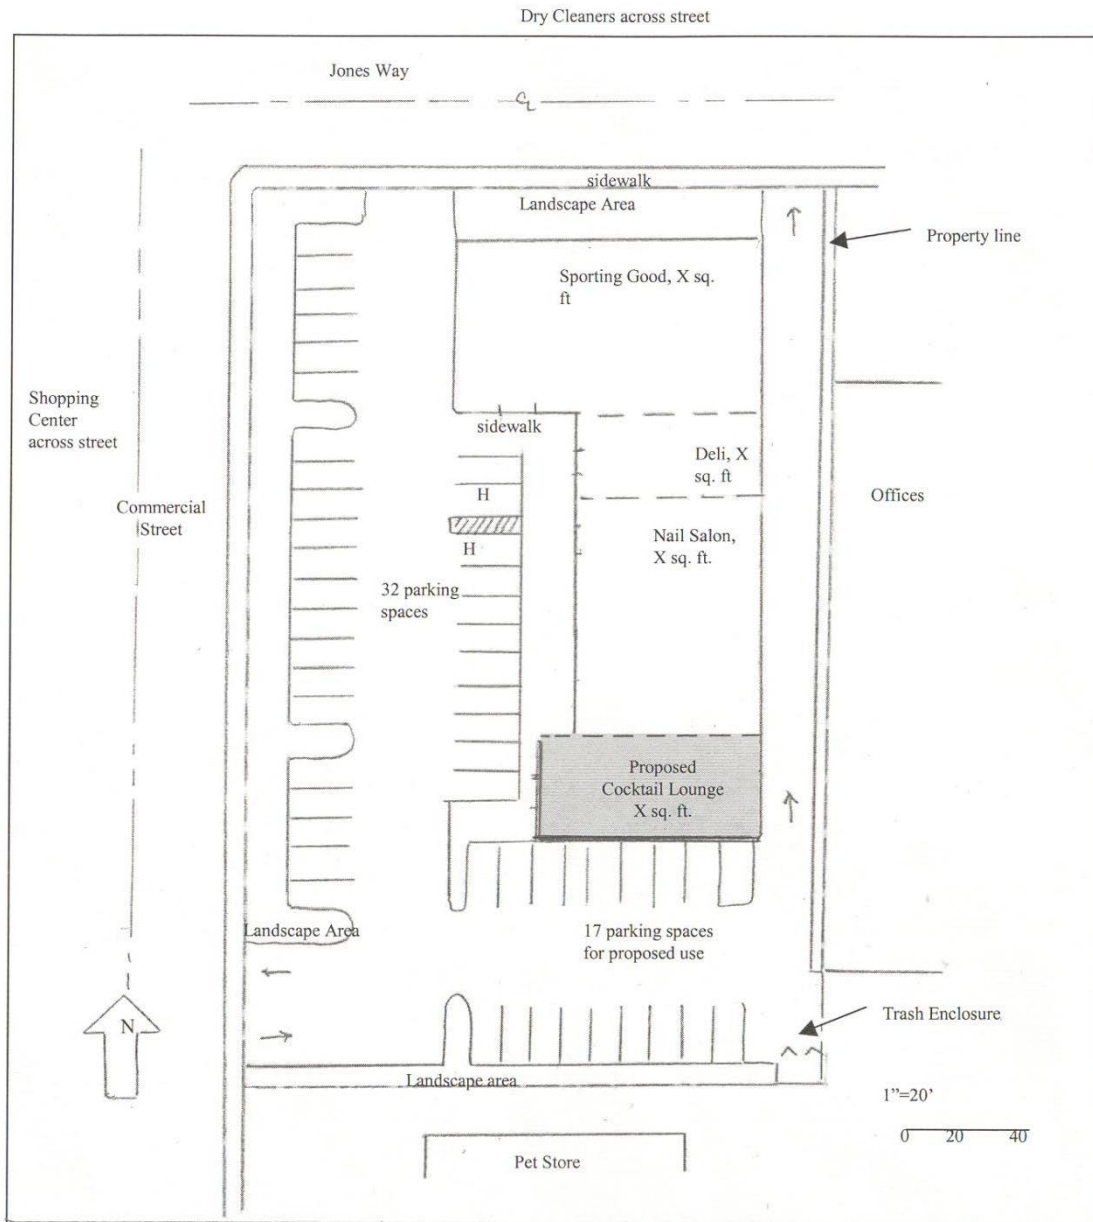 Dry Cleaners across street
Jones Way
CL
sidewalk
Landscape Area
Property line
Sporting Good, X sq.
ft
Shopping
Center
across street
sidewalk
Deli, X
sq. ft
Commercial
Street
H
Offices
Nail Salon,
X sq. ft.
H
32 parking
spaces
Proposed
Cocktail Lounge
X sq. ft.
Landscape Area
17 parking spaces
for proposed use
N
Trash Enclosure
Landscape area
1”=20’
0 20 40
Pet Store